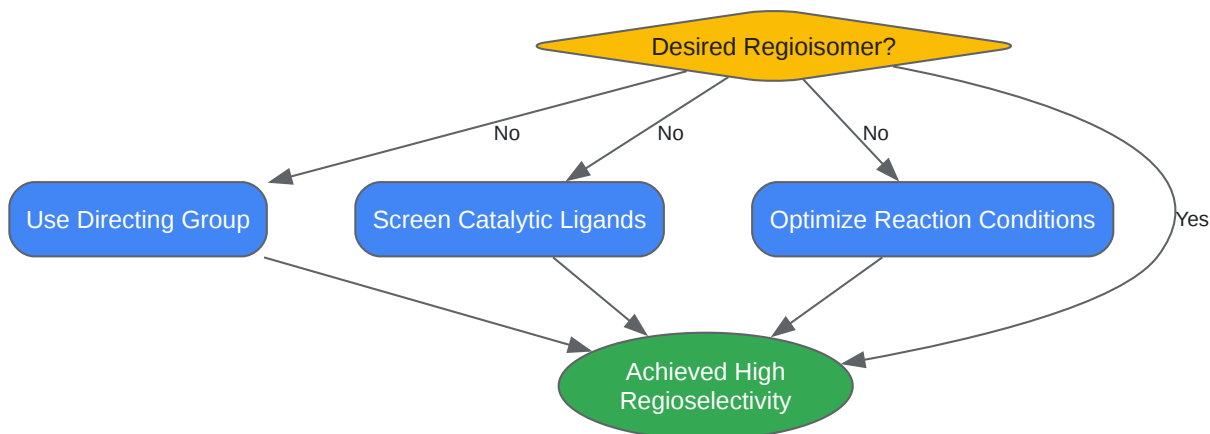 Desired Regioisomer?
No
No
No
Yes
Use Directing Group
Screen Catalytic Ligands
Optimize Reaction Conditions
Achieved High
Regioselectivity